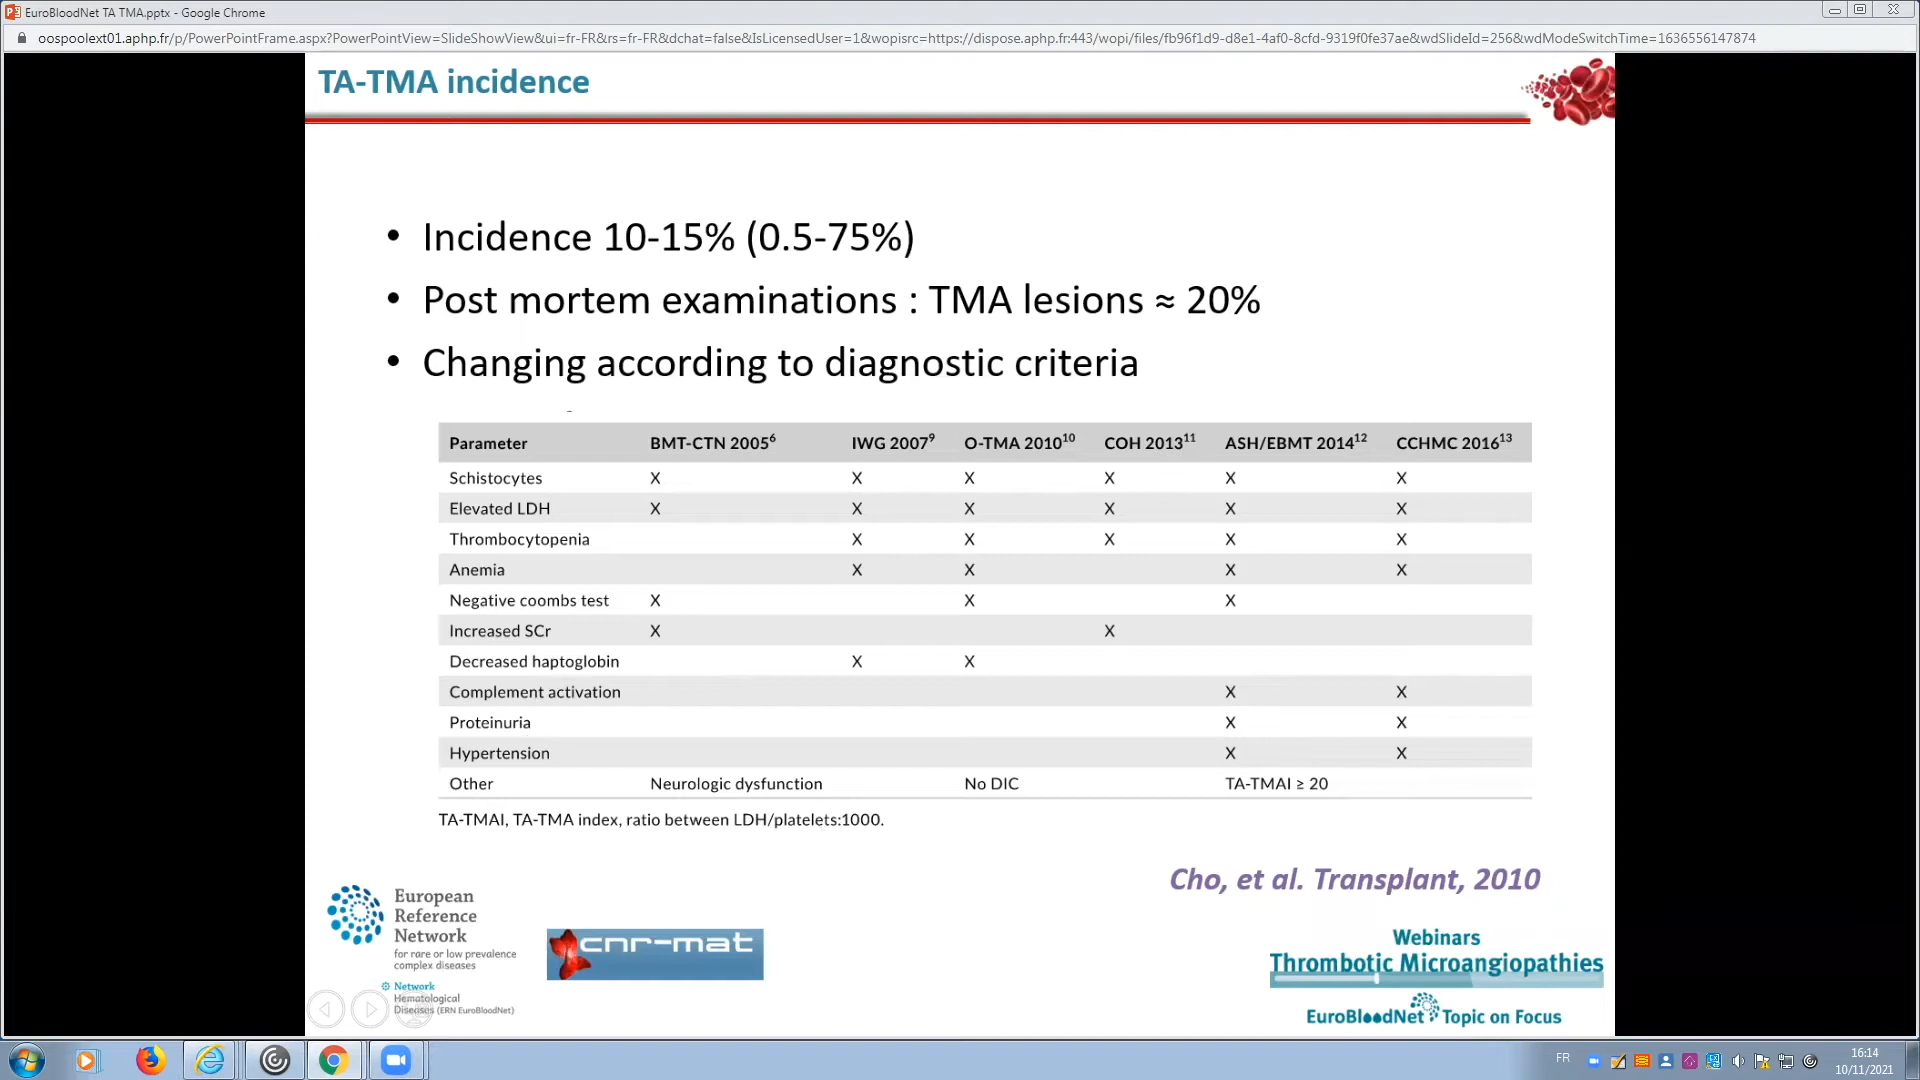 EuroBloodNet TA TMA.pptx - Google Chrome
oospoolext01.aphp.fr/p/PowerPointFrame.aspx?PowerPointView=SlideShowView&ui=fr-FR&rs=fr-FR&dchat=false&IsLicensedUser=1&wopisrc=https://dispose.aphp.fr:443/wopi/files/fb96f1d9-d8e1-4af0-8cfd-9319f0fe37ae&wdSlideId=256&wdModeSwitchTime=1636556147874
TA-TMA incidence
• Incidence 10-15% (0.5-75%)
• Post mortem examinations : TMA lesions ≈ 20%
• Changing according to diagnostic criteria
Parameter BMT-CTN 2005⁶ IWG 2007⁹ O-TMA 2010¹⁰ COH 2013¹¹ ASH/EBMT 2014¹² CCHMC 2016¹³
Schistocytes X X X X X X
Elevated LDH X X X X X X
Thrombocytopenia X X X X X
Anemia X X X X
Negative coombs test X X X
Increased SCr X X
Decreased haptoglobin X X
Complement activation X X
Proteinuria X X
Hypertension X X
Other Neurologic dysfunction No DIC TA-TMAI ≥ 20
TA-TMAI, TA-TMA index, ratio between LDH/platelets:1000.
Cho, et al. Transplant, 2010
European
Reference
Network
for rare or low prevalence
complex diseases
Network
Hematological
Diseases (ERN EuroBloodNet)
cnr-mat
Webinars
Thrombotic Microangiopathies
EuroBloodNet Topic on Focus
FR
16:14
10/11/2021